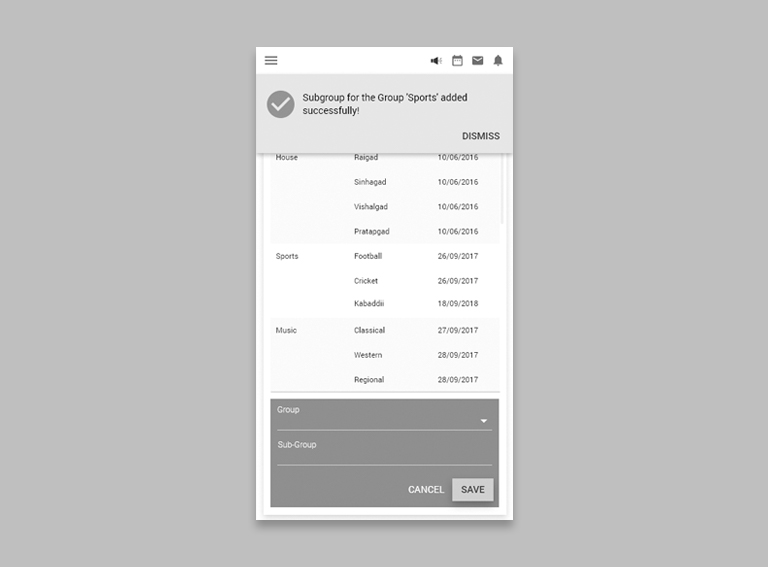 Subgroup for the Group 'Sports' added
successfully!
DISMISS
House Raigad 10/06/2016
Sinhagad 10/06/2016
Vishalgad 10/06/2016
Pratapgad 10/06/2016
Sports Football 26/09/2017
Cricket 26/09/2017
Kabaddii 18/09/2018
Music Classical 27/09/2017
Western 28/09/2017
Regional 28/09/2017
Group
Sub-Group
CANCEL SAVE